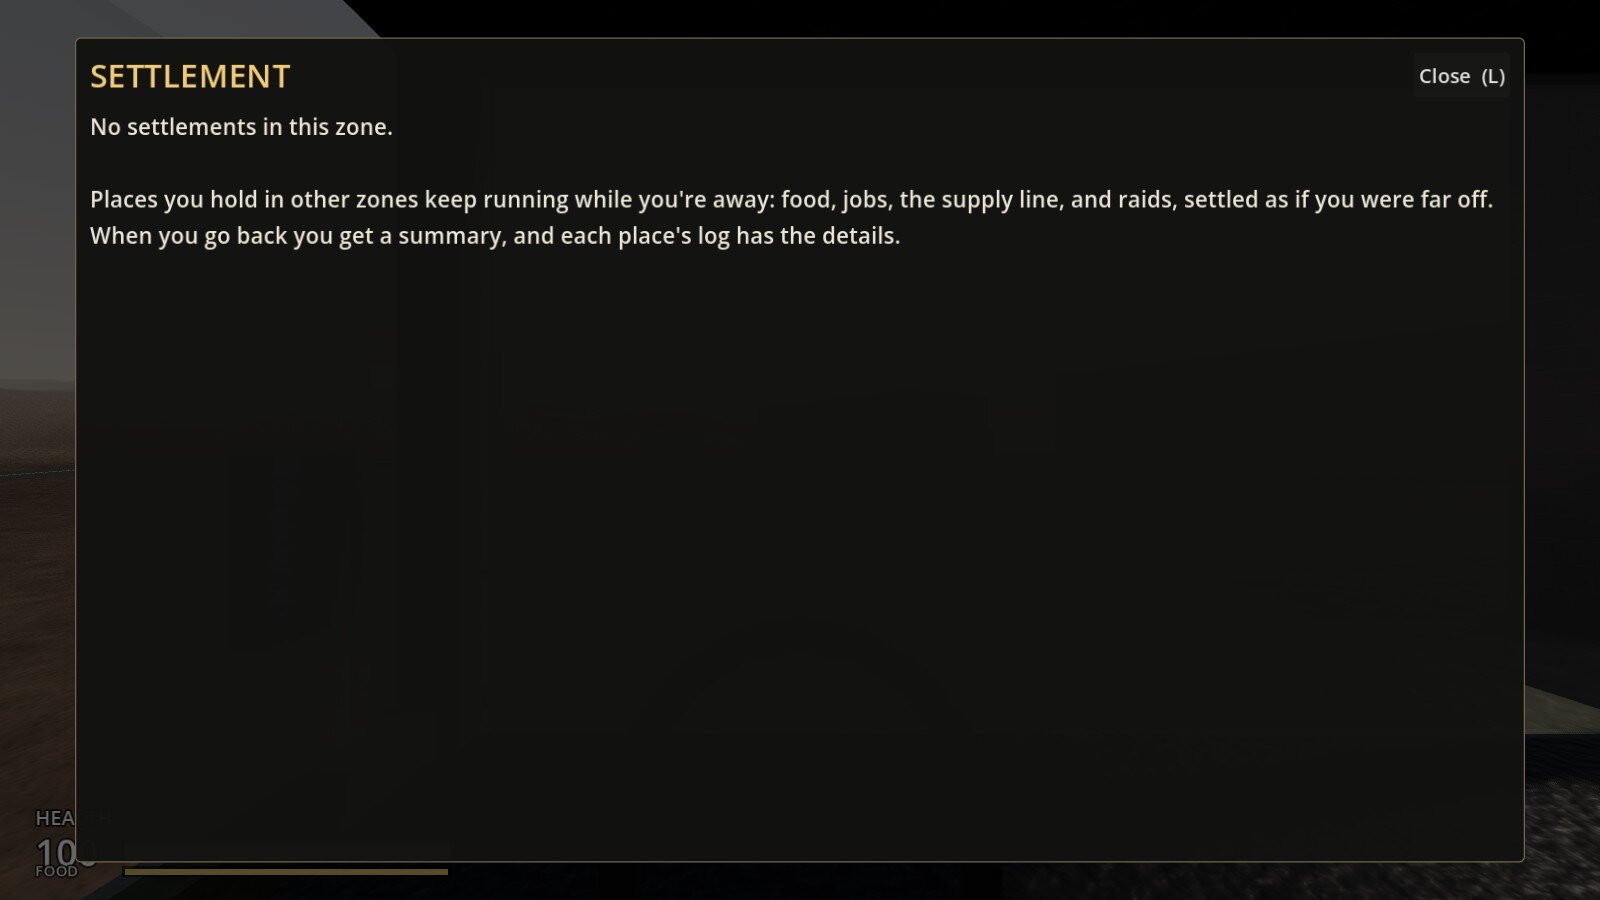 SETTLEMENT
Close (L)
No settlements in this zone.
Places you hold in other zones keep running while you're away: food, jobs, the supply line, and raids, settled as if you were far off.
When you go back you get a summary, and each place's log has the details.
HEALTH
100
FOOD